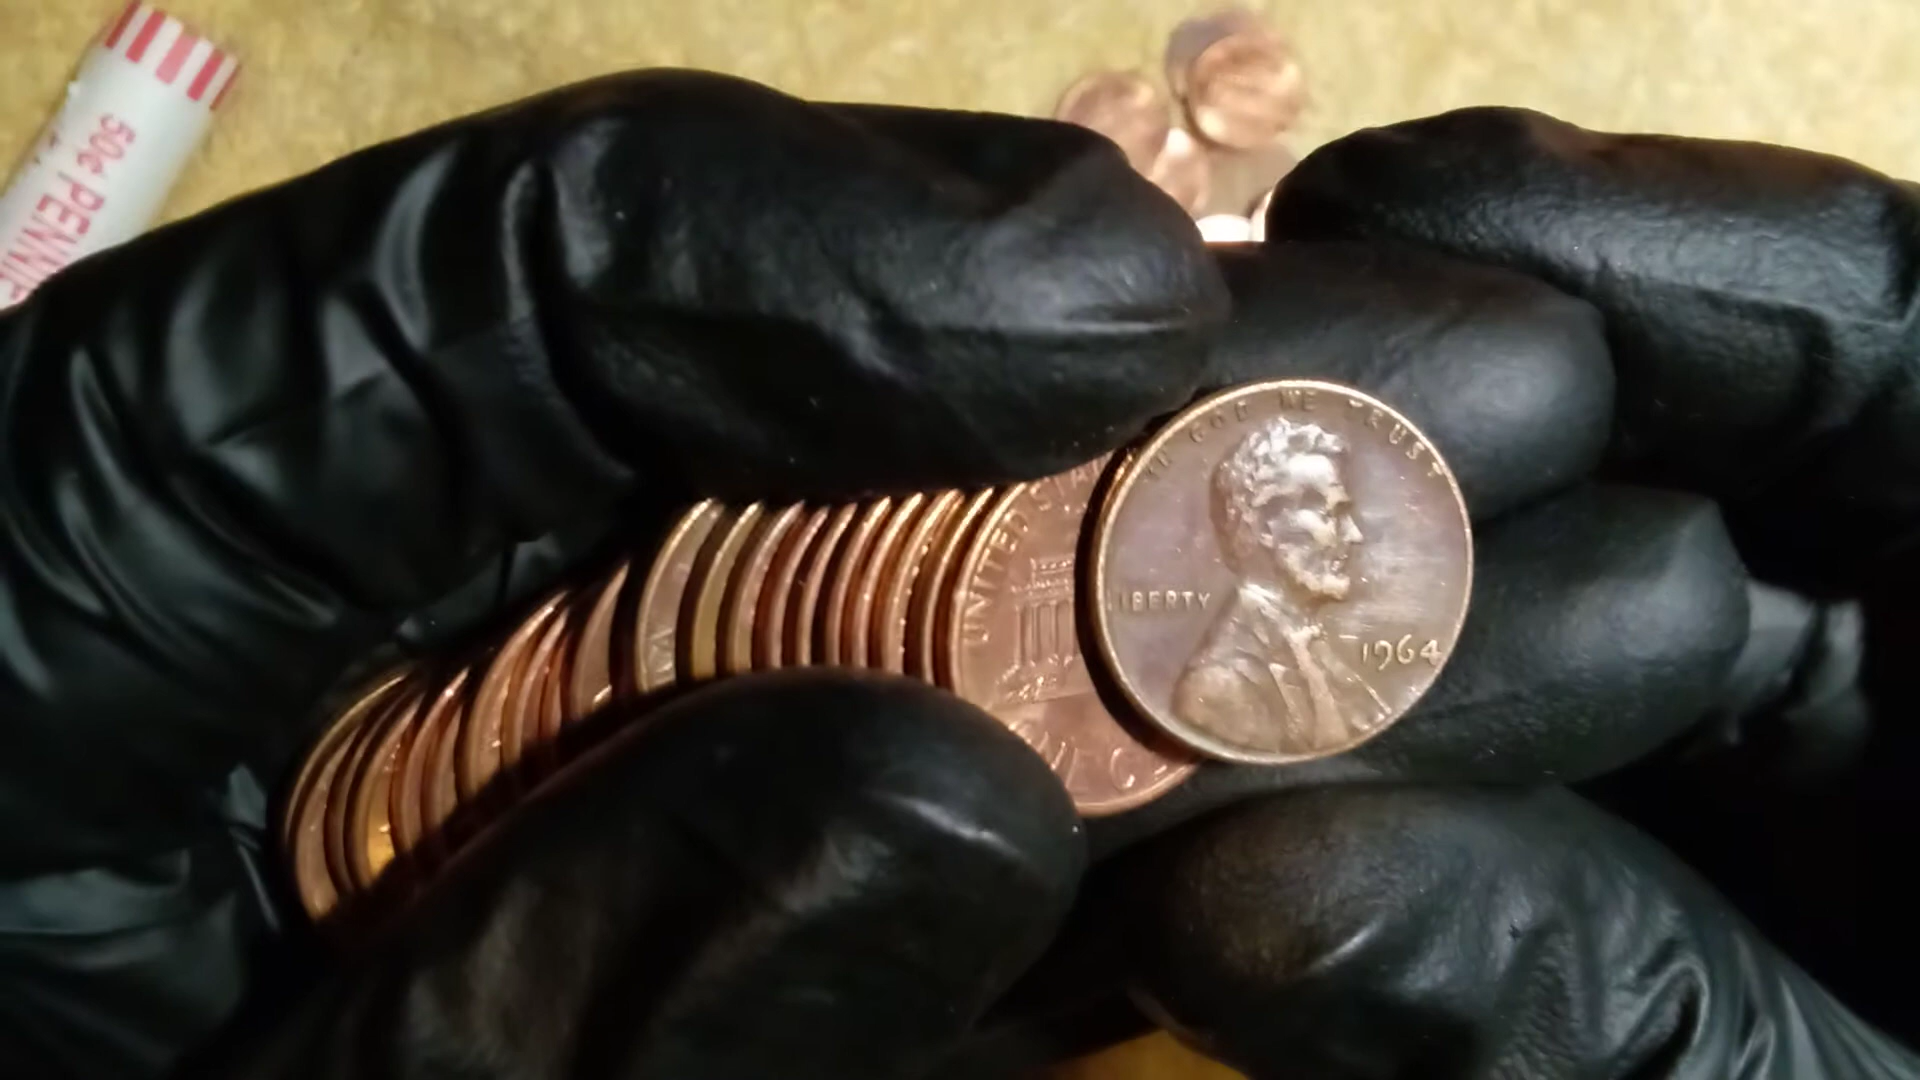 50¢ PENNIE
IN GOD WE TRUST
LIBERTY
1964
UNITED STA
ONE C